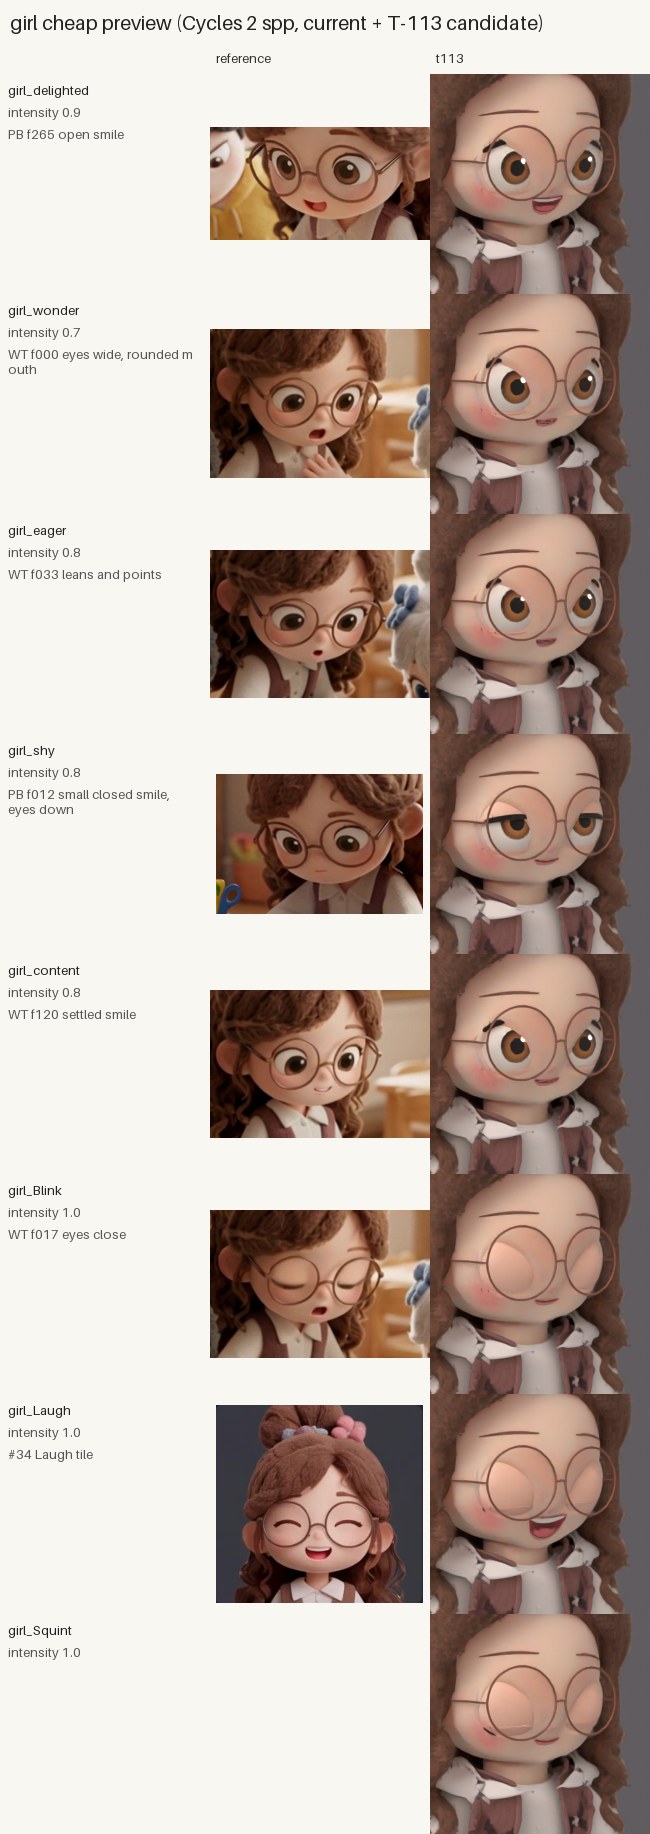 girl cheap preview (Cycles 2 spp, current + T-113 candidate)
reference
t113
girl_delighted
intensity 0.9
PB f265 open smile
girl_wonder
intensity 0.7
WT f000 eyes wide, rounded m
outh
girl_eager
intensity 0.8
WT f033 leans and points
girl_shy
intensity 0.8
PB f012 small closed smile,
eyes down
girl_content
intensity 0.8
WT f120 settled smile
girl_Blink
intensity 1.0
WT f017 eyes close
girl_Laugh
intensity 1.0
#34 Laugh tile
girl_Squint
intensity 1.0